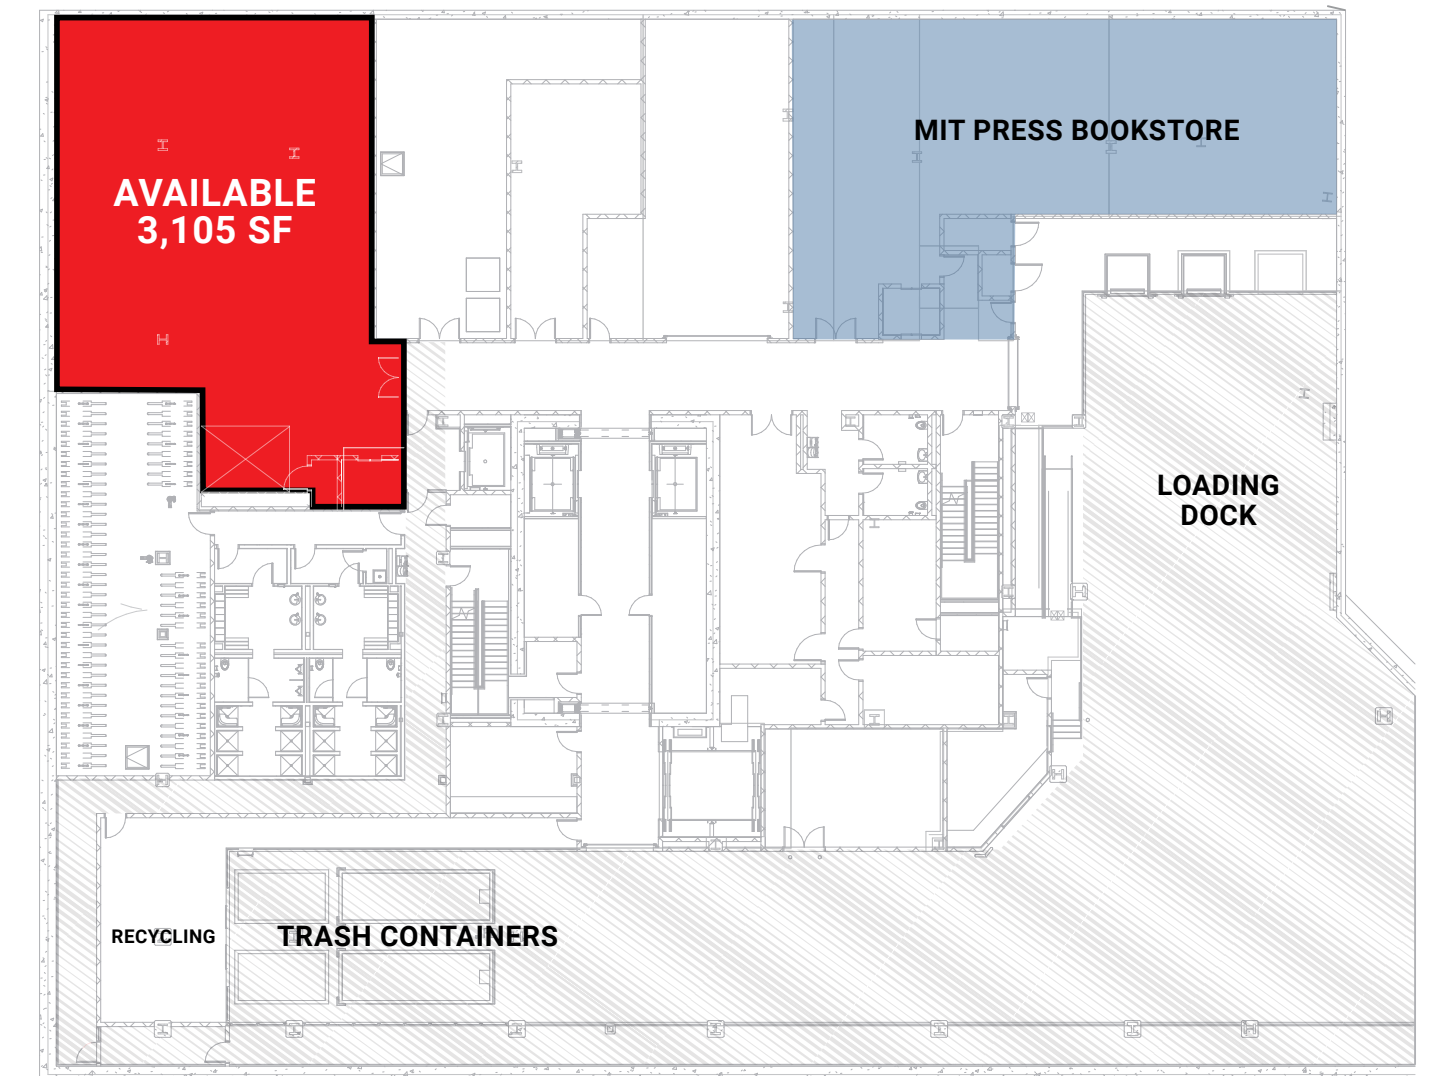 MIT PRESS BOOKSTORE
AVAILABLE
3,105 SF
LOADING
DOCK
RECYCLING
TRASH CONTAINERS